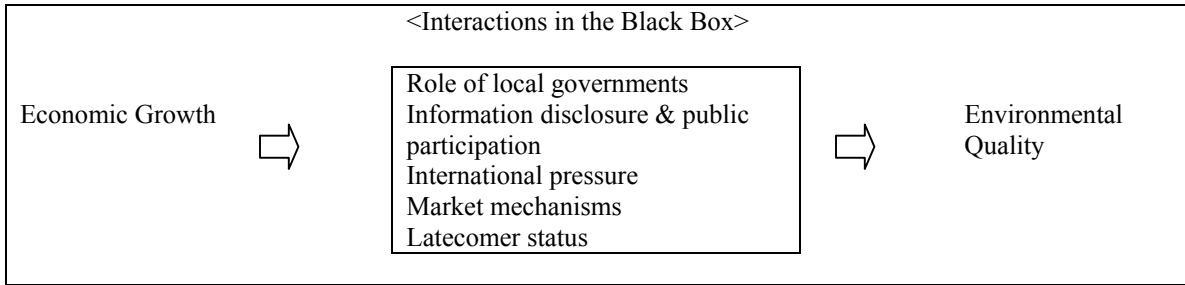 <Interactions in the Black Box>
Economic Growth
Role of local governments
Information disclosure & public
participation
International pressure
Market mechanisms
Latecomer status
Environmental
Quality